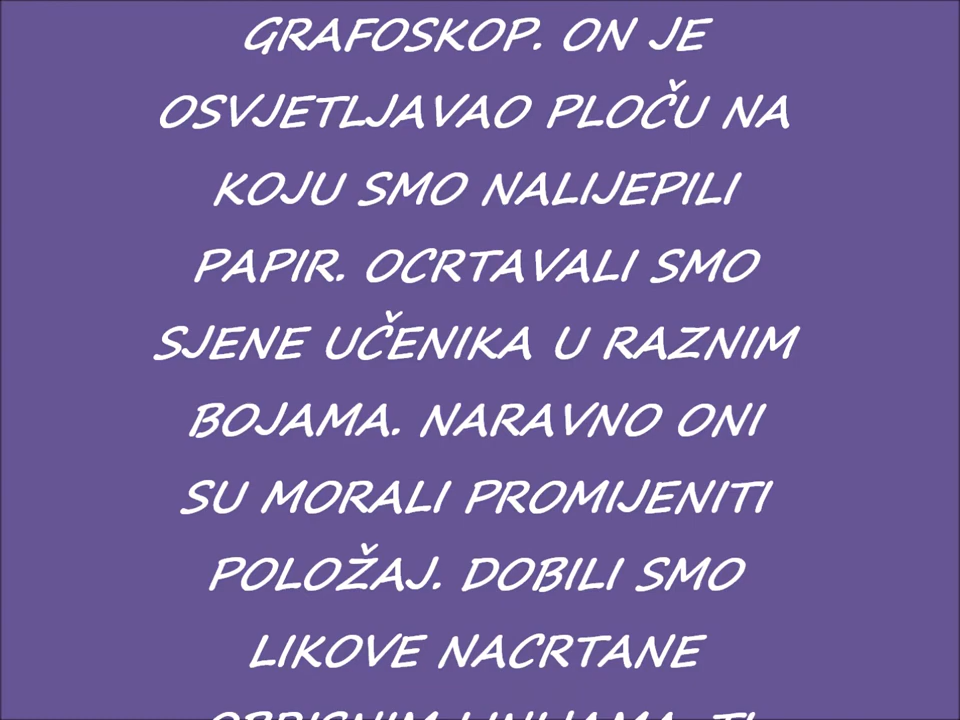 GRAFOSKOP. ON JE
OSVJETLJAVAO PLOČU NA
KOJU SMO NALIJEPILI
PAPIR. OCRTAVALI SMO
SJENE UČENIKA U RAZNIM
BOJAMA. NARAVNO ONI
SU MORALI PROMIJENITI
POLOŽAJ. DOBILI SMO
LIKOVE NACRTANE